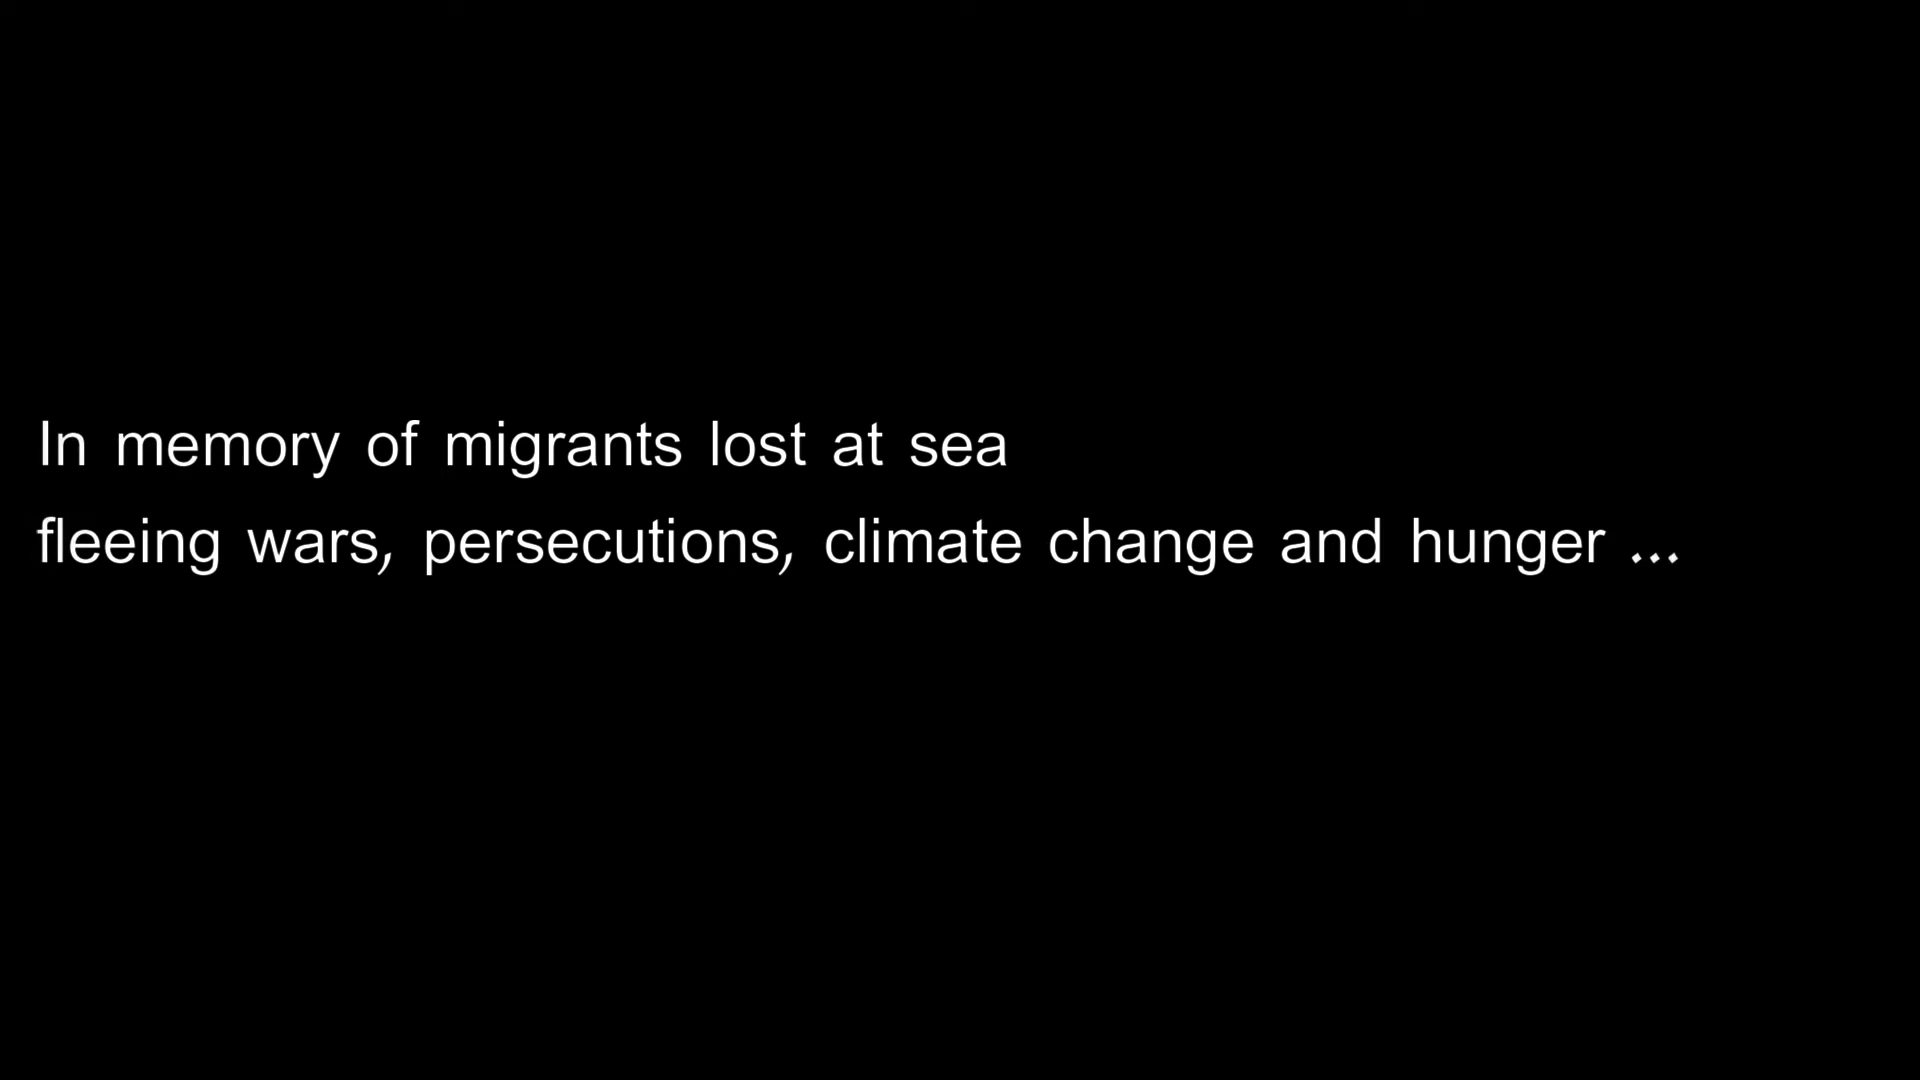 In memory of migrants lost at sea
fleeing wars, persecutions, climate change and hunger ...